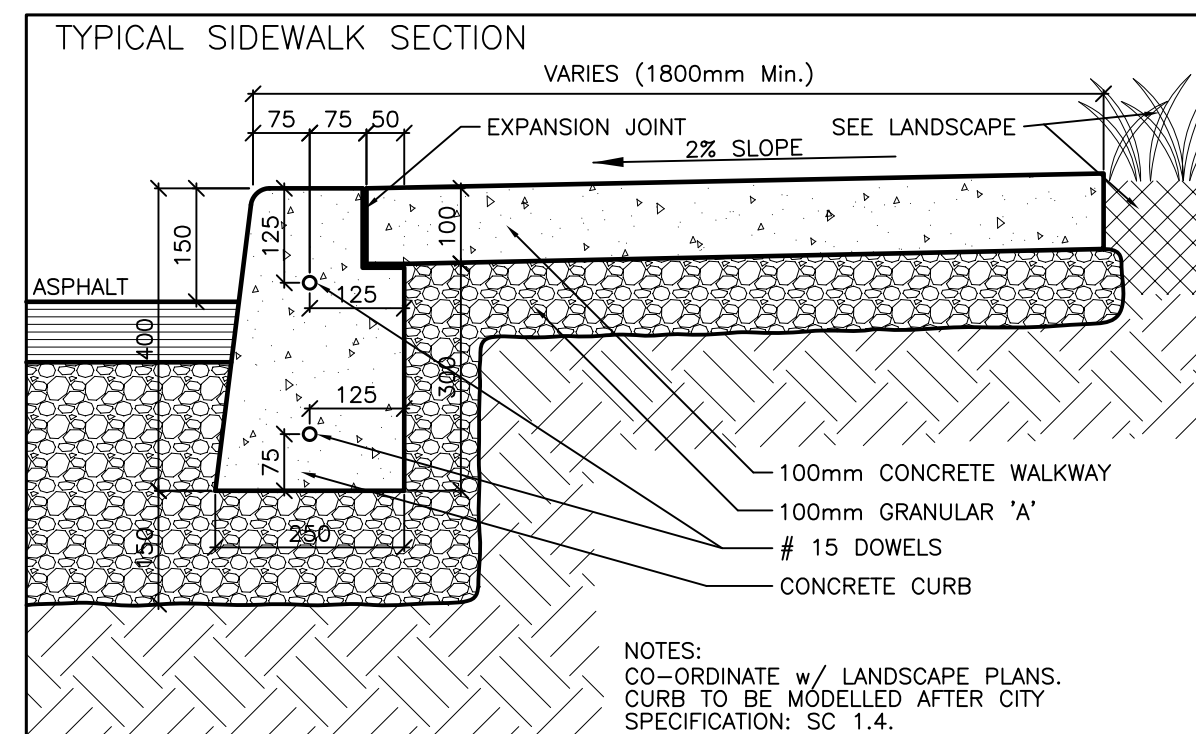 TYPICAL SIDEWALK SECTION
VARIES (1800mm Min.)
75
75
50
EXPANSION JOINT
SEE LANDSCAPE
2% SLOPE
150
125
100
ASPHALT
125
400
300
125
75
250
150
100mm CONCRETE WALKWAY
100mm GRANULAR 'A'
# 15 DOWELS
CONCRETE CURB
NOTES:
CO-ORDINATE w/ LANDSCAPE PLANS.
CURB TO BE MODELLED AFTER CITY
SPECIFICATION: SC 1.4.